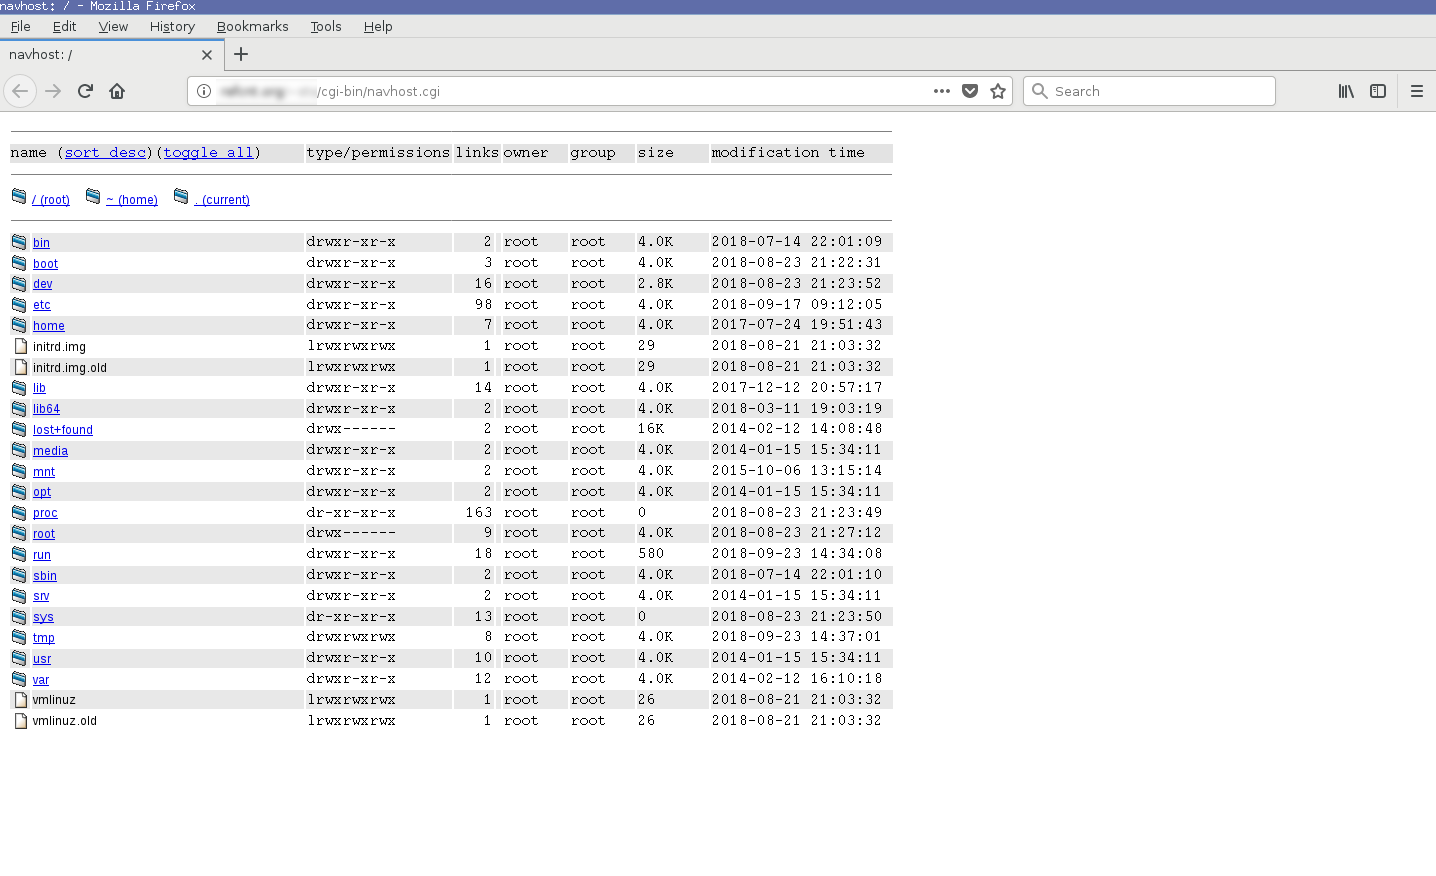 navhost: / - Mozilla Firefox
File Edit View History Bookmarks Tools Help
navhost: /
/cgi-bin/navhost.cgi Search
name (sort desc)(toggle all) type/permissions links owner group size modification time
/ (root) ~ (home) . (current)
bin drwxr-xr-x 2 root root 4.0K 2018-07-14 22:01:09
boot drwxr-xr-x 3 root root 4.0K 2018-08-23 21:22:31
dev drwxr-xr-x 16 root root 2.8K 2018-08-23 21:23:52
etc drwxr-xr-x 98 root root 4.0K 2018-09-17 09:12:05
home drwxr-xr-x 7 root root 4.0K 2017-07-24 19:51:43
initrd.img lrwxrwxrwx 1 root root 29 2018-08-21 21:03:32
initrd.img.old lrwxrwxrwx 1 root root 29 2018-08-21 21:03:32
lib drwxr-xr-x 14 root root 4.0K 2017-12-12 20:57:17
lib64 drwxr-xr-x 2 root root 4.0K 2018-03-11 19:03:19
lost+found drwx------ 2 root root 16K 2014-02-12 14:08:48
media drwxr-xr-x 2 root root 4.0K 2014-01-15 15:34:11
mnt drwxr-xr-x 2 root root 4.0K 2015-10-06 13:15:14
opt drwxr-xr-x 2 root root 4.0K 2014-01-15 15:34:11
proc dr-xr-xr-x 163 root root 0 2018-08-23 21:23:49
root drwx------ 9 root root 4.0K 2018-08-23 21:27:12
run drwxr-xr-x 18 root root 580 2018-09-23 14:34:08
sbin drwxr-xr-x 2 root root 4.0K 2018-07-14 22:01:10
srv drwxr-xr-x 2 root root 4.0K 2014-01-15 15:34:11
sys dr-xr-xr-x 13 root root 0 2018-08-23 21:23:50
tmp drwxrwxrwx 8 root root 4.0K 2018-09-23 14:37:01
usr drwxr-xr-x 10 root root 4.0K 2014-01-15 15:34:11
var drwxr-xr-x 12 root root 4.0K 2014-02-12 16:10:18
vmlinuz lrwxrwxrwx 1 root root 26 2018-08-21 21:03:32
vmlinuz.old lrwxrwxrwx 1 root root 26 2018-08-21 21:03:32